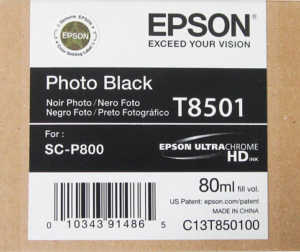 EPSON
EPSON
EXCEED YOUR VISION
Photo Black
Noir Photo / Nero Foto
Negro Foto / Preto Fotográfico
T8501
For :
SC-P800
EPSON ULTRACHROME
HD INK
80ml fill vol.
US Patent: epson.com/patent
MADE IN CHINA
0 10343 91486 5
C13T850100